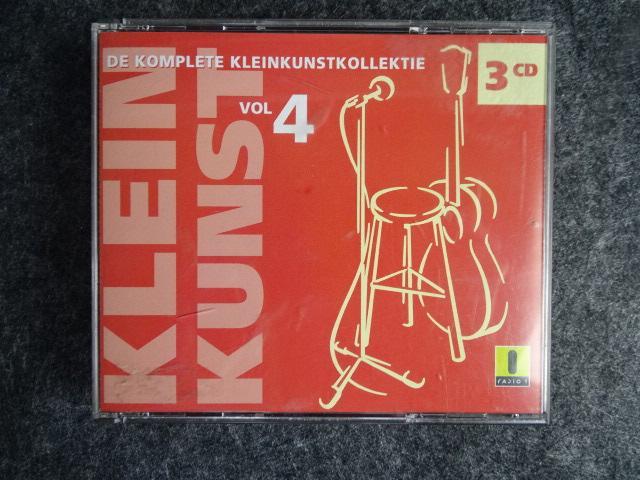 DE KOMPLETE KLEINKUNSTKOLLEKTIE
VOL 4
3 CD
KLEIN
KUNST
radio 1